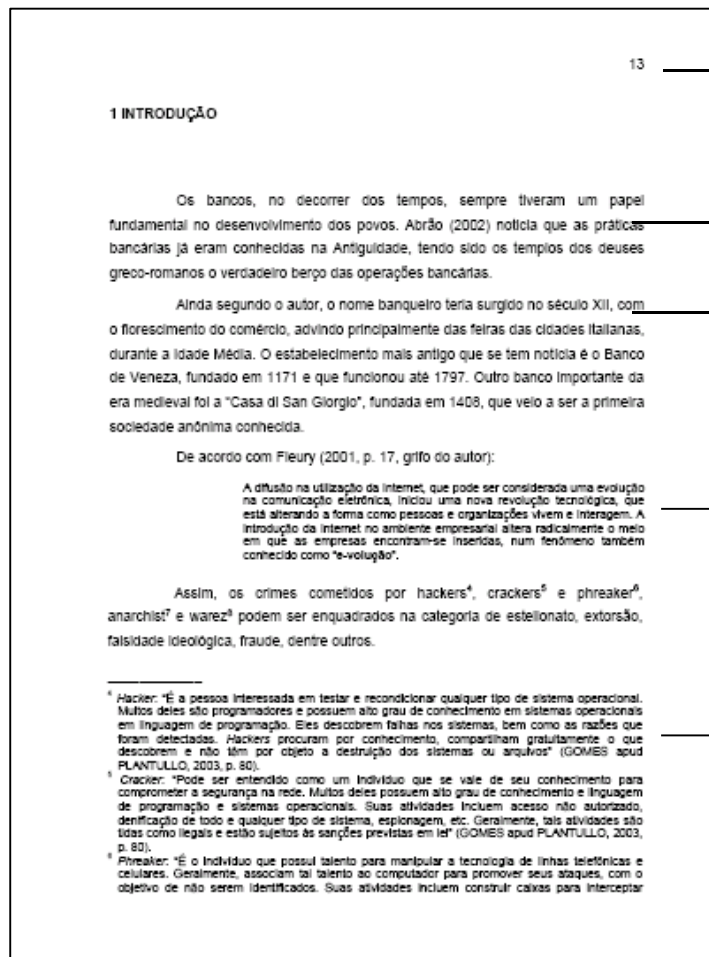 13
1 INTRODUÇÃO
Os bancos, no decorrer dos tempos, sempre tiveram um papel
fundamental no desenvolvimento dos povos. Abrão (2002) noticia que as práticas
bancárias já eram conhecidas na Antiguidade, tendo sido os templos dos deuses
greco-romanos o verdadeiro berço das operações bancárias.
Ainda segundo o autor, o nome banqueiro teria surgido no século XII, com
o florescimento do comércio, advindo principalmente das feiras das cidades italianas,
durante a Idade Média. O estabelecimento mais antigo que se tem notícia é o Banco
de Veneza, fundado em 1171 e que funcionou até 1797. Outro banco importante da
era medieval foi a “Casa di San Giorgio”, fundada em 1408, que veio a ser a primeira
sociedade anônima conhecida.
De acordo com Fleury (2001, p. 17, grifo do autor):
A difusão na utilização da Internet, que pode ser considerada uma evolução
na comunicação eletrônica, iniciou uma nova revolução tecnológica, que
está alterando a forma como pessoas e organizações vivem e interagem. A
introdução da Internet no ambiente empresarial altera radicalmente o meio
em que as empresas encontram-se inseridas, num fenômeno também
conhecido como “e-volução”.
Assim, os crimes cometidos por hackers⁴, crackers⁵ e phreaker⁶,
anarchist⁷ e warez⁸ podem ser enquadrados na categoria de estelionato, extorsão,
falsidade ideológica, fraude, dentre outros.
⁴ Hacker: “É a pessoa interessada em testar e recondicionar qualquer tipo de sistema operacional.
Muitos deles são programadores e possuem alto grau de conhecimento em sistemas operacionais
em linguagem de programação. Eles descobrem falhas nos sistemas, bem como as razões que
foram detectadas. Hackers procuram por conhecimento, compartilham gratuitamente o que
descobrem e não têm por objeto a destruição dos sistemas ou arquivos” (GOMES apud
PLANTULLO, 2003, p. 80).
⁵ Cracker: “Pode ser entendido como um indivíduo que se vale de seu conhecimento para
comprometer a segurança na rede. Muitos deles possuem alto grau de conhecimento e linguagem
de programação e sistemas operacionais. Suas atividades incluem acesso não autorizado,
denificação de todo e qualquer tipo de sistema, espionagem, etc. Geralmente, tais atividades são
tidas como ilegais e estão sujeitos às sanções previstas em lei” (GOMES apud PLANTULLO, 2003,
p. 80).
⁶ Phreaker: “É o indivíduo que possui talento para manipular a tecnologia de linhas telefônicas e
celulares. Geralmente, associam tal talento ao computador para promover seus ataques, com o
objetivo de não serem identificados. Suas atividades incluem construir caixas para interceptar